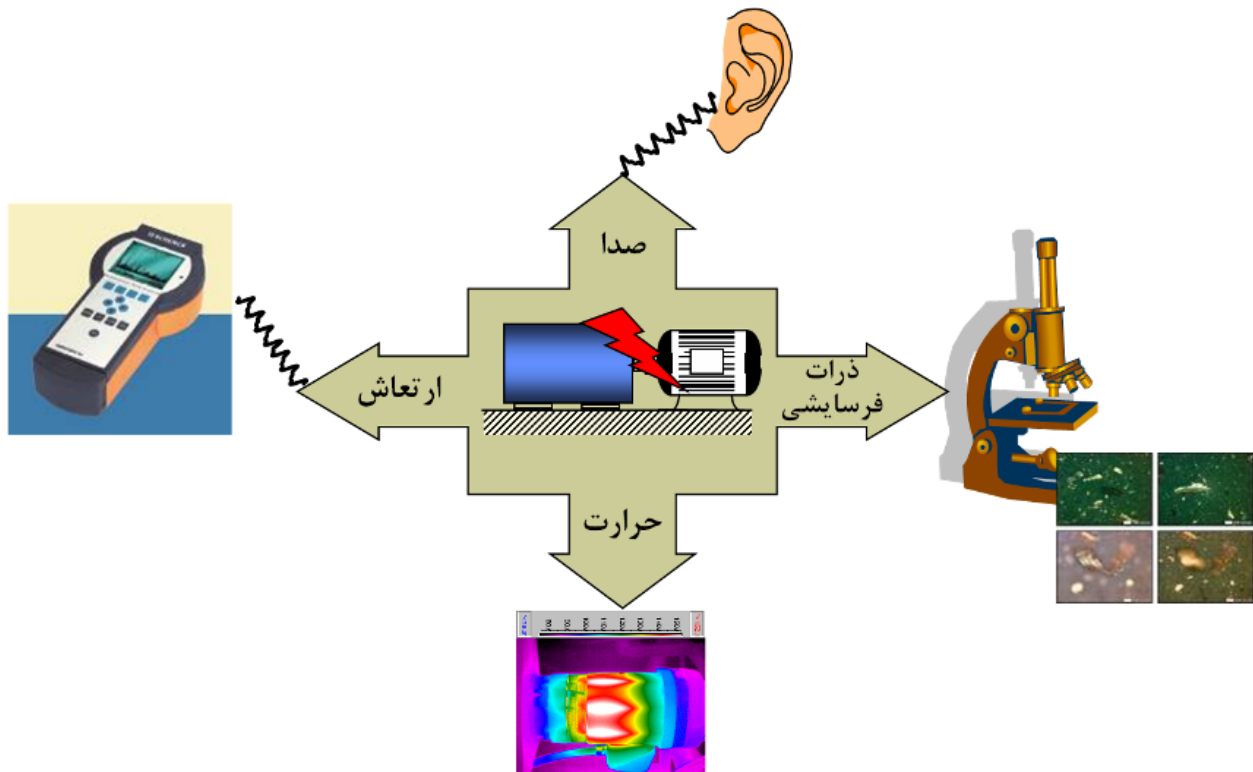 صدا
ارتعاش
ذرات
فرسایشی
حرارت